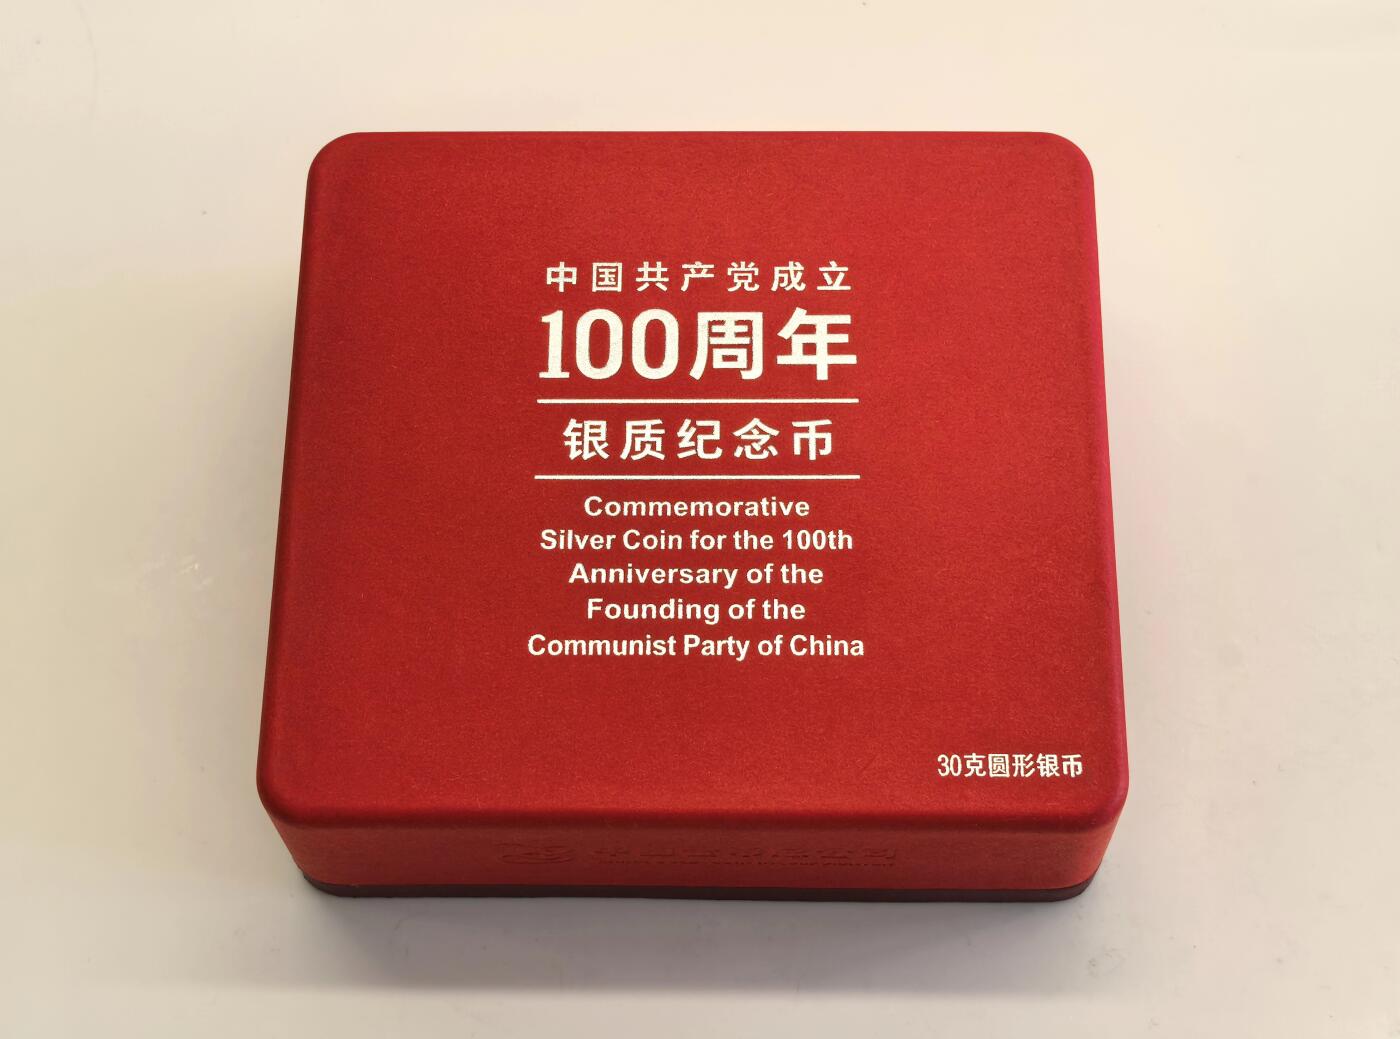 中国共产党成立
100周年
银质纪念币
Commemorative
Silver Coin for the 100th
Anniversary of the
Founding of the
Communist Party of China
30克圆形银币